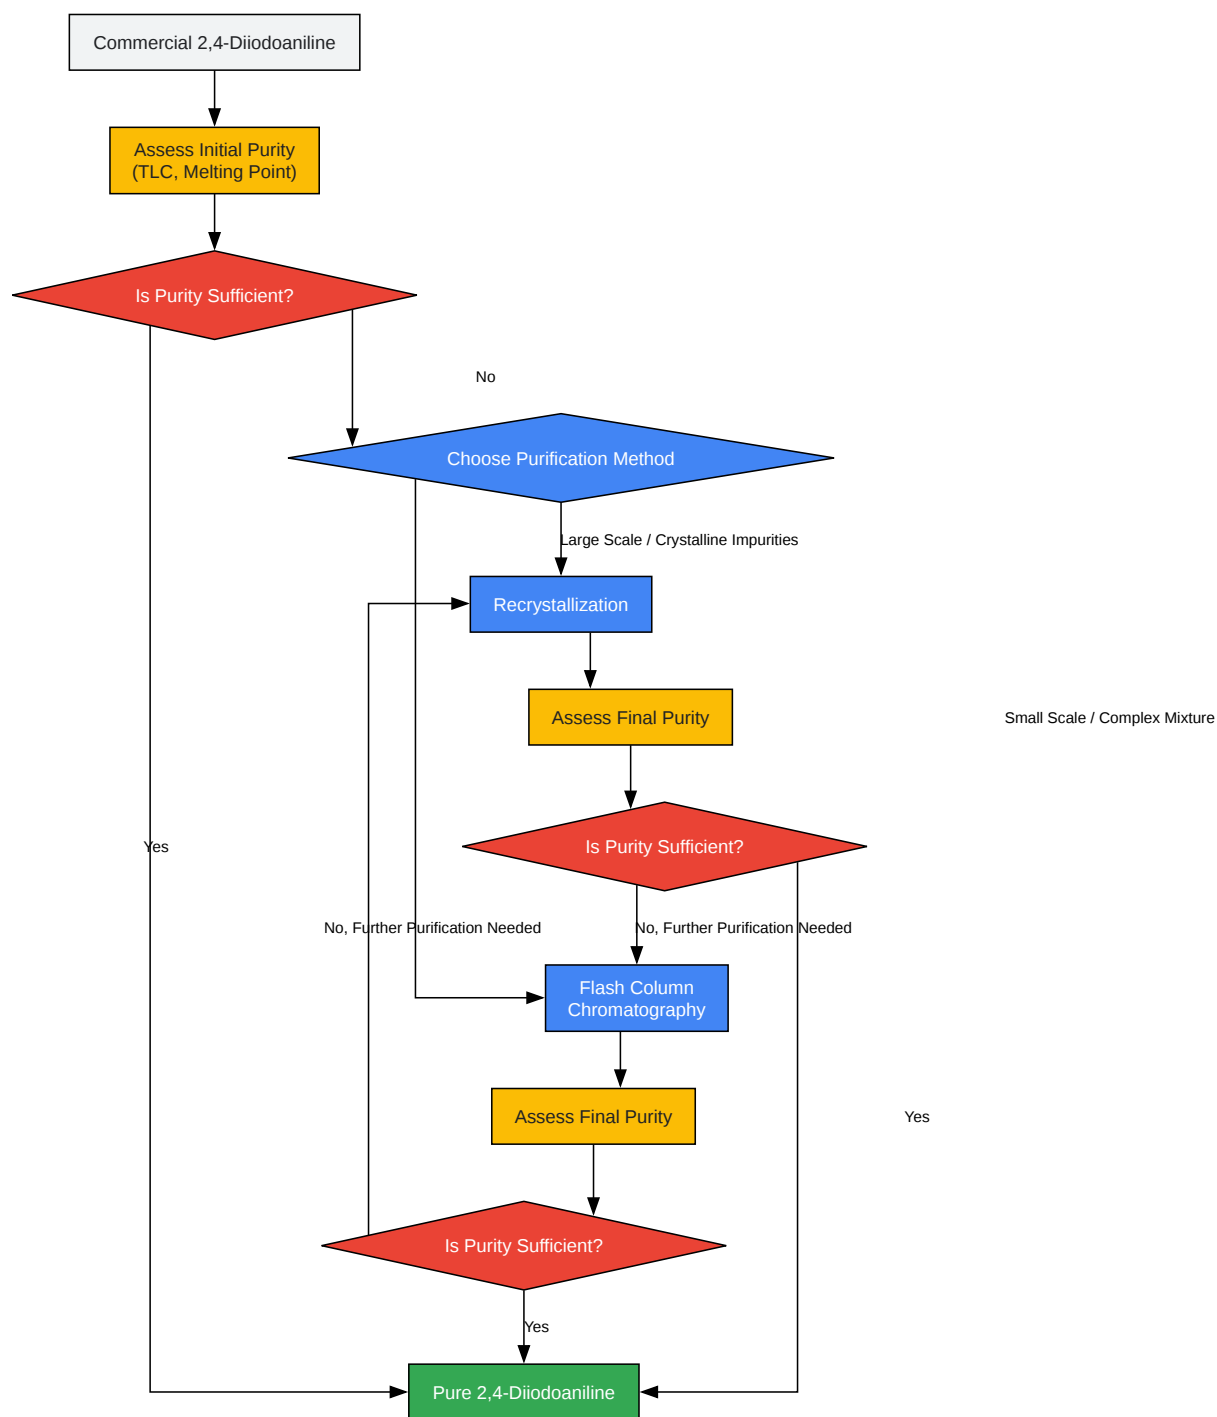 Commercial 2,4-Diiodoaniline
Assess Initial Purity
(TLC, Melting Point)
Is Purity Sufficient?
No
Choose Purification Method
Large Scale / Crystalline Impurities
Recrystallization
Assess Final Purity
Small Scale / Complex Mixture
Yes
Is Purity Sufficient?
No, Further Purification Needed
No, Further Purification Needed
Flash Column
Chromatography
Assess Final Purity
Yes
Is Purity Sufficient?
Yes
Pure 2,4-Diiodoaniline